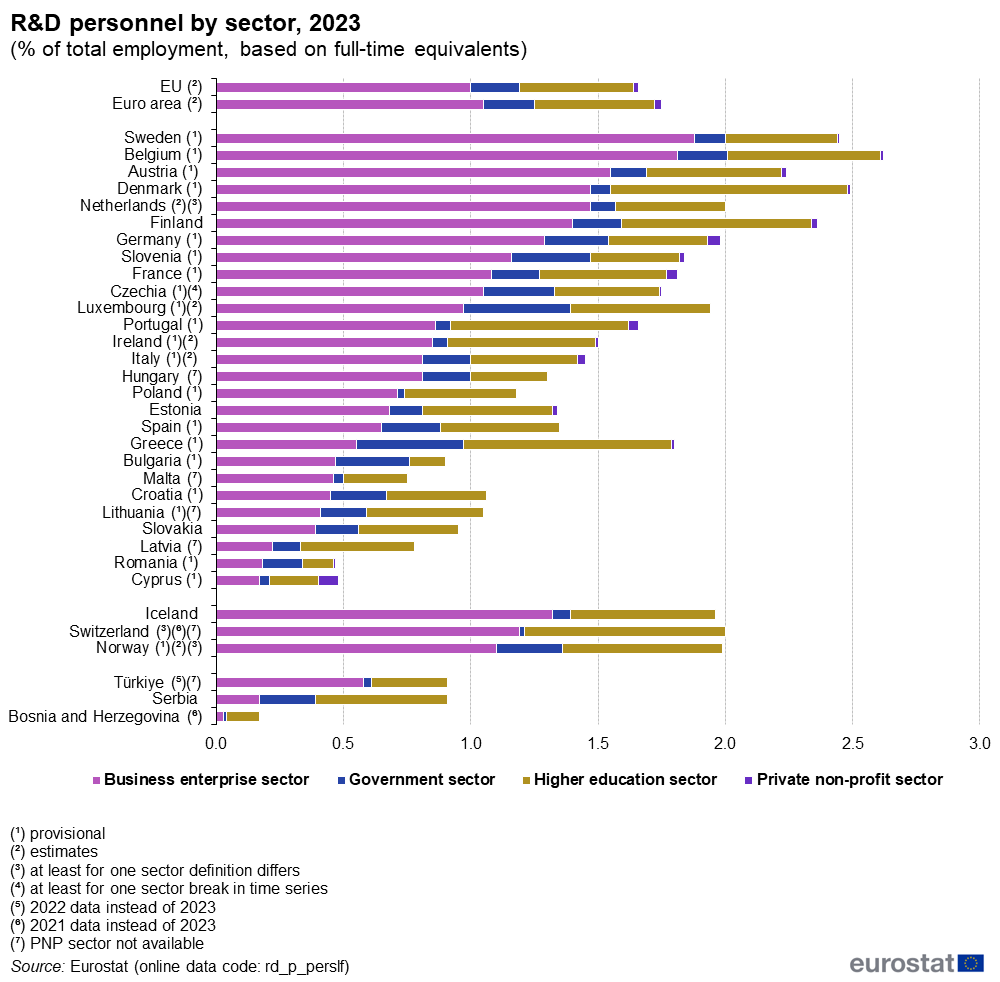 R&D personnel by sector, 2023
(% of total employment, based on full-time equivalents)
EU (²)
Euro area (²)
Sweden (¹)
Belgium (¹)
Austria (¹)
Denmark (¹)
Netherlands (²)(³)
Finland
Germany (¹)
Slovenia (¹)
France (¹)
Czechia (¹)(⁴)
Luxembourg (¹)(²)
Portugal (¹)
Ireland (¹)(²)
Italy (¹)(²)
Hungary (⁷)
Poland (¹)
Estonia
Spain (¹)
Greece (¹)
Bulgaria (¹)
Malta (⁷)
Croatia (¹)
Lithuania (¹)(⁷)
Slovakia
Latvia (⁷)
Romania (¹)
Cyprus (¹)
Iceland
Switzerland (³)(⁶)(⁷)
Norway (¹)(²)(³)
Türkiye (⁵)(⁷)
Serbia
Bosnia and Herzegovina (⁶)
0.0 0.5 1.0 1.5 2.0 2.5 3.0
Business enterprise sector Government sector Higher education sector Private non-profit sector
(¹) provisional
(²) estimates
(³) at least for one sector definition differs
(⁴) at least for one sector break in time series
(⁵) 2022 data instead of 2023
(⁶) 2021 data instead of 2023
(⁷) PNP sector not available
Source: Eurostat (online data code: rd_p_perslf)
eurostat